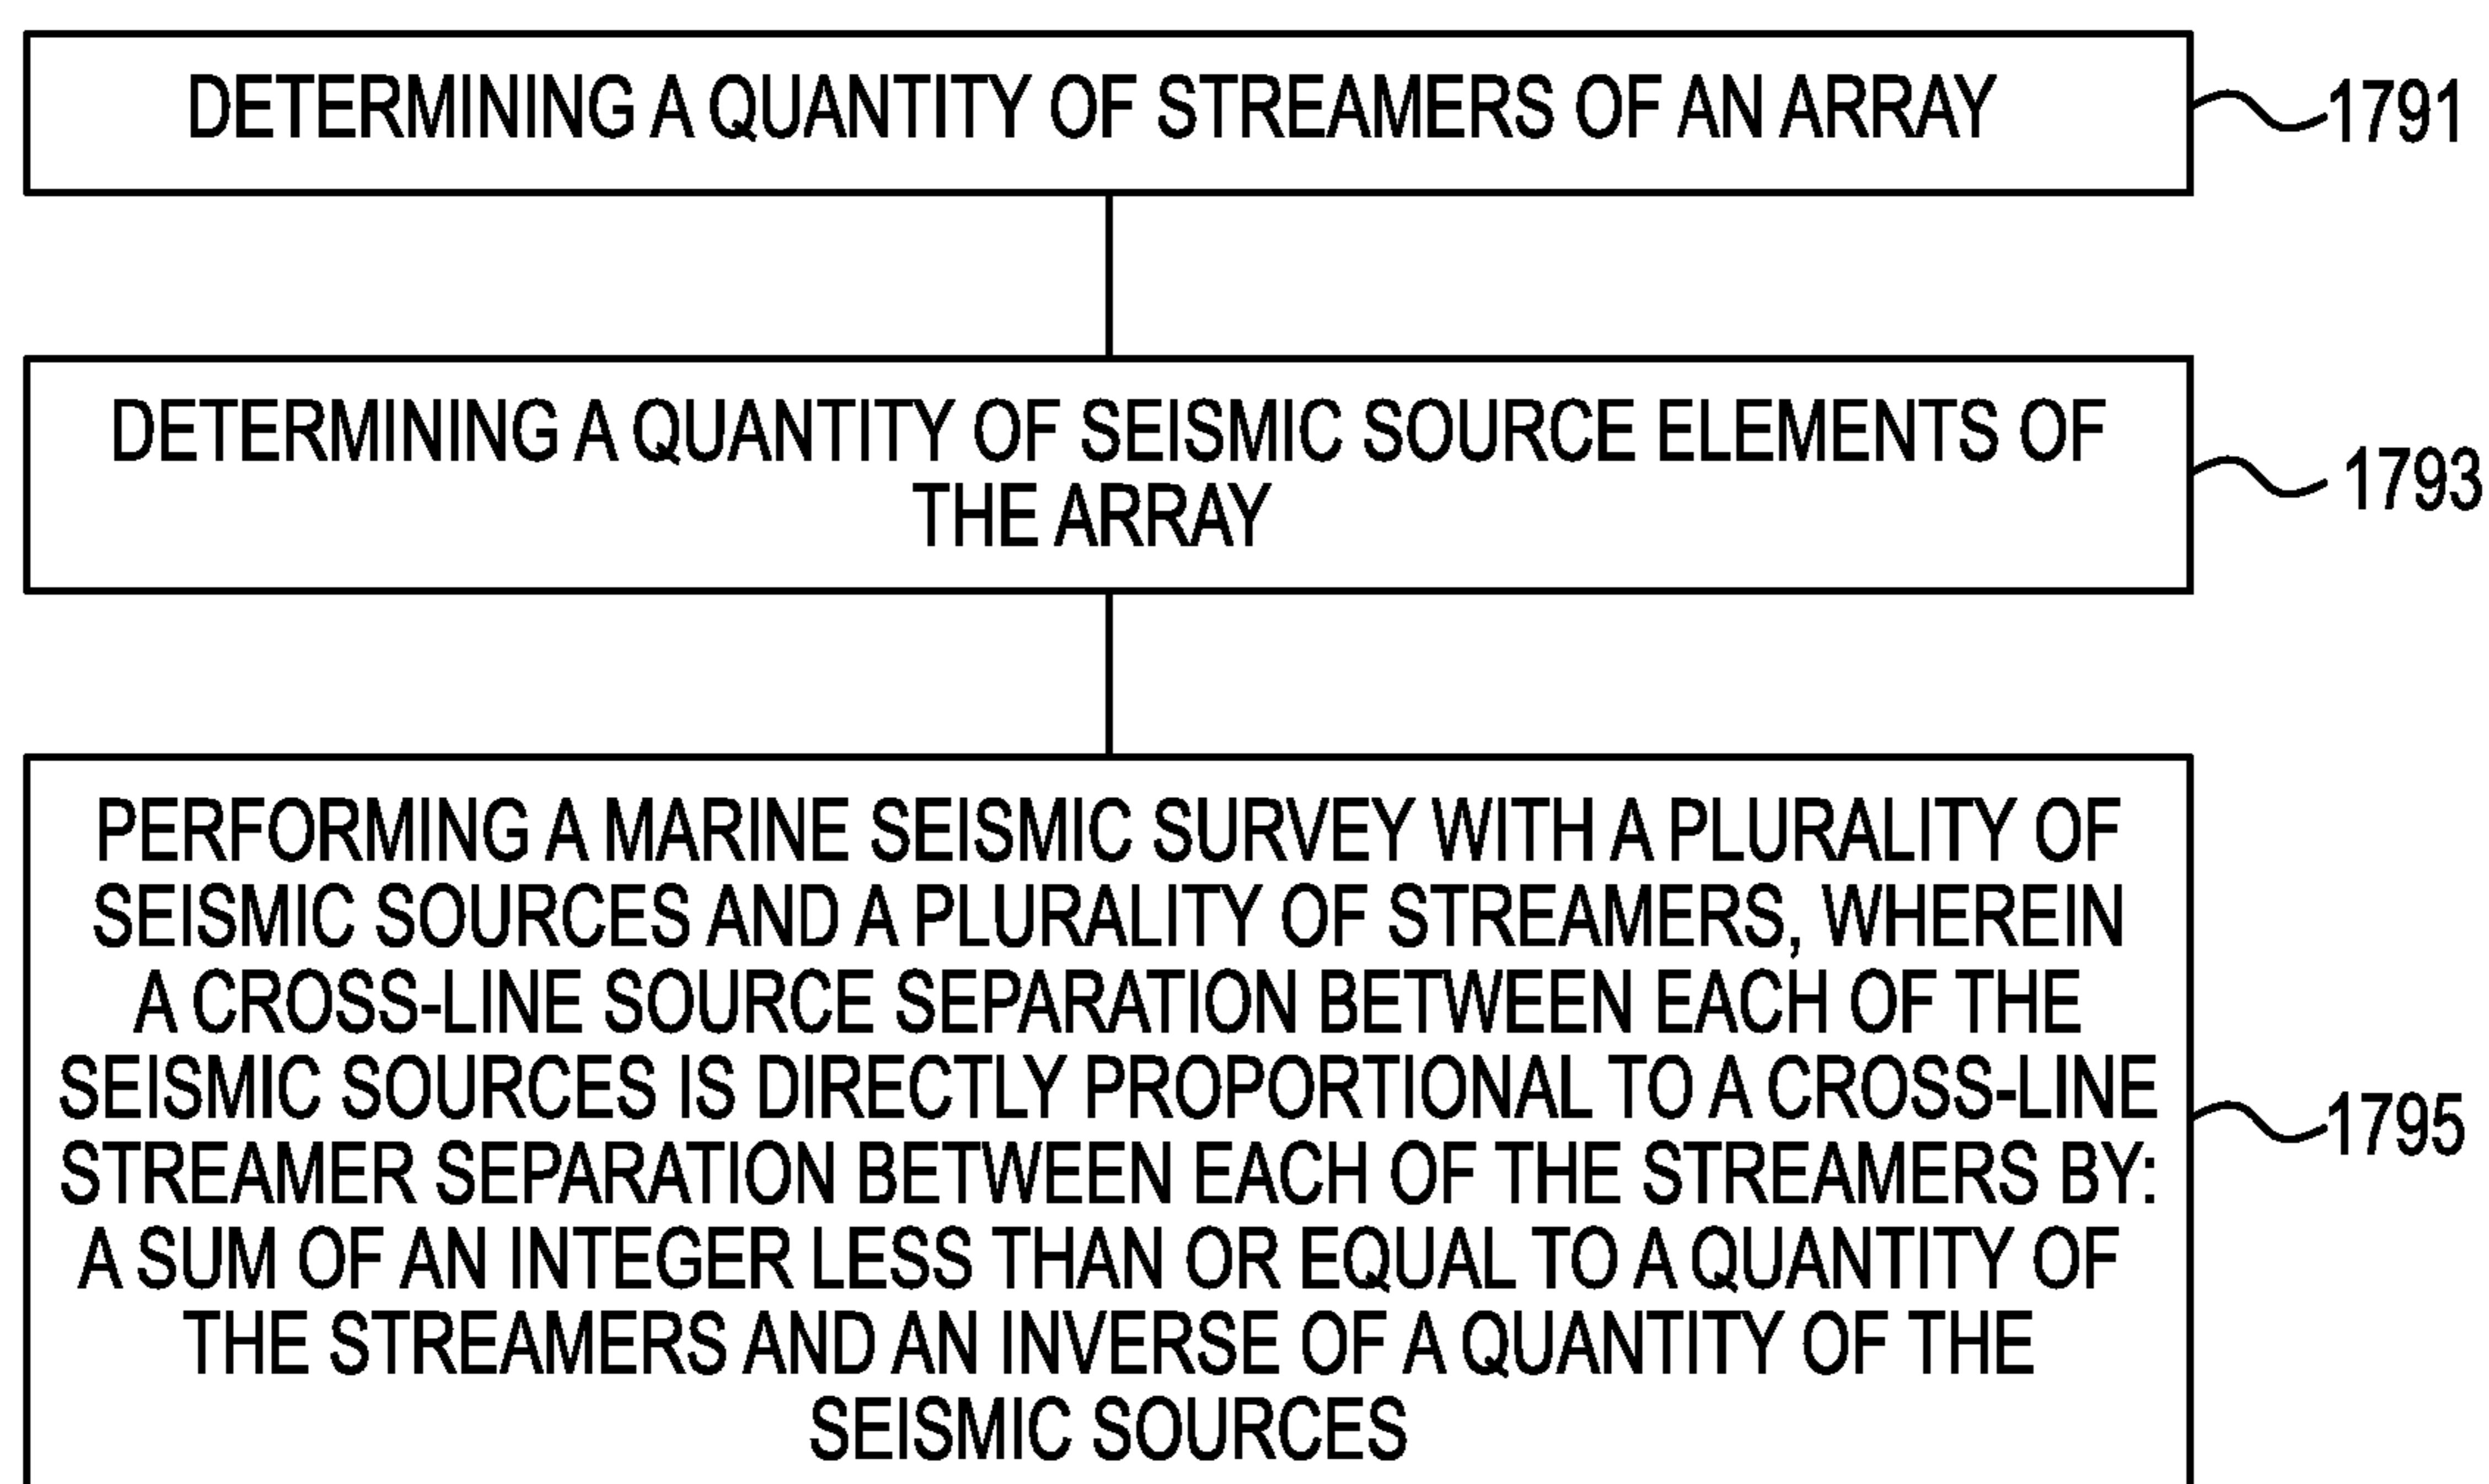 DETERMINING A QUANTITY OF STREAMERS OF AN ARRAY
1791
DETERMINING A QUANTITY OF SEISMIC SOURCE ELEMENTS OF
THE ARRAY
1793
PERFORMING A MARINE SEISMIC SURVEY WITH A PLURALITY OF
SEISMIC SOURCES AND A PLURALITY OF STREAMERS, WHEREIN
A CROSS-LINE SOURCE SEPARATION BETWEEN EACH OF THE
SEISMIC SOURCES IS DIRECTLY PROPORTIONAL TO A CROSS-LINE
STREAMER SEPARATION BETWEEN EACH OF THE STREAMERS BY:
A SUM OF AN INTEGER LESS THAN OR EQUAL TO A QUANTITY OF
THE STREAMERS AND AN INVERSE OF A QUANTITY OF THE
SEISMIC SOURCES
1795